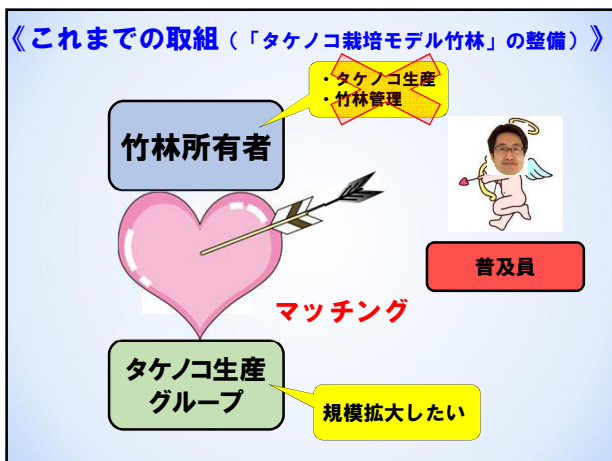 《これまでの取組（「タケノコ栽培モデル竹林」の整備）》
・タケノコ生産
・竹林管理
竹林所有者
普及員
マッチング
タケノコ生産
グループ
規模拡大したい